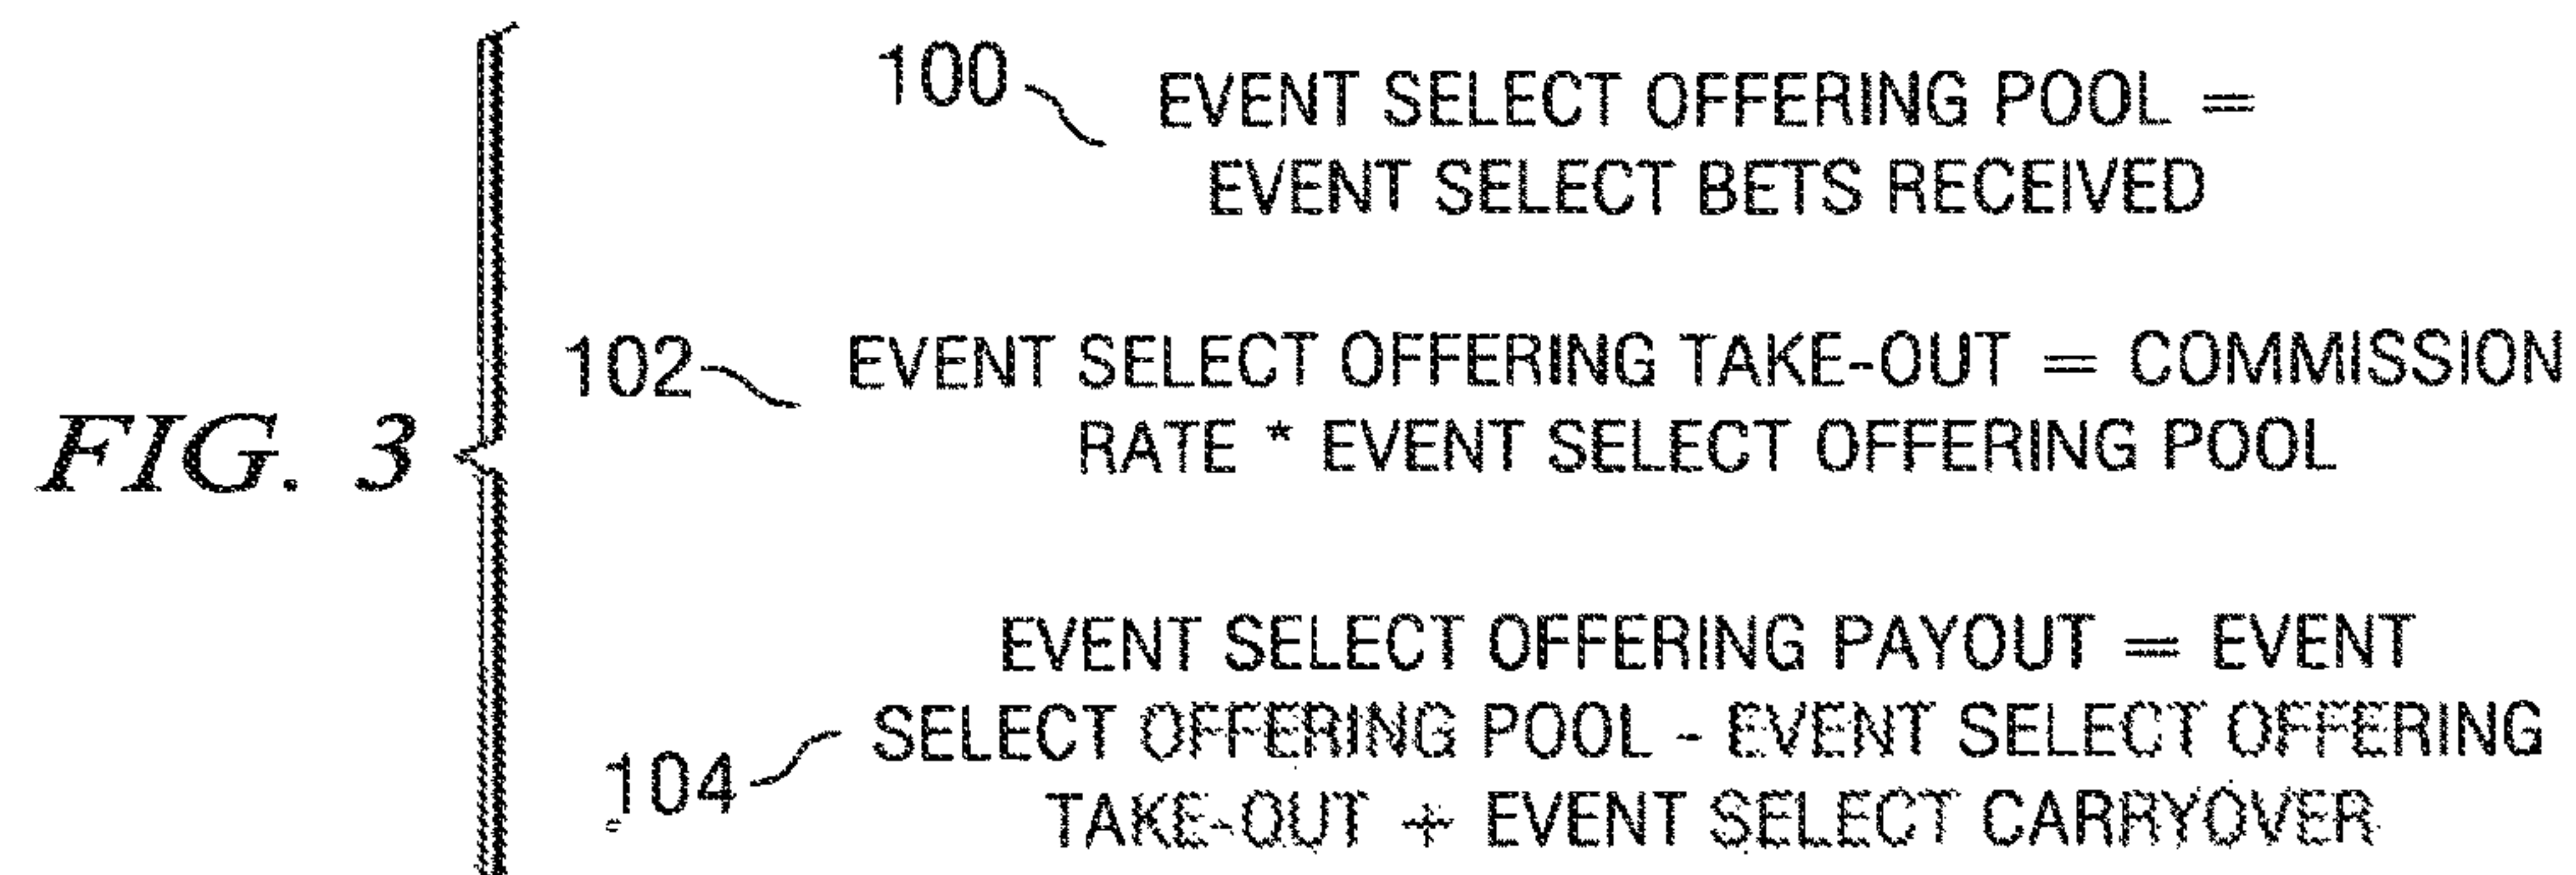 100
EVENT SELECT OFFERING POOL =
EVENT SELECT BETS RECEIVED
102
EVENT SELECT OFFERING TAKE-OUT = COMMISSION
RATE * EVENT SELECT OFFERING POOL
FIG. 3
EVENT SELECT OFFERING PAYOUT = EVENT
SELECT OFFERING POOL - EVENT SELECT OFFERING
104
TAKE-OUT + EVENT SELECT CARRYOVER